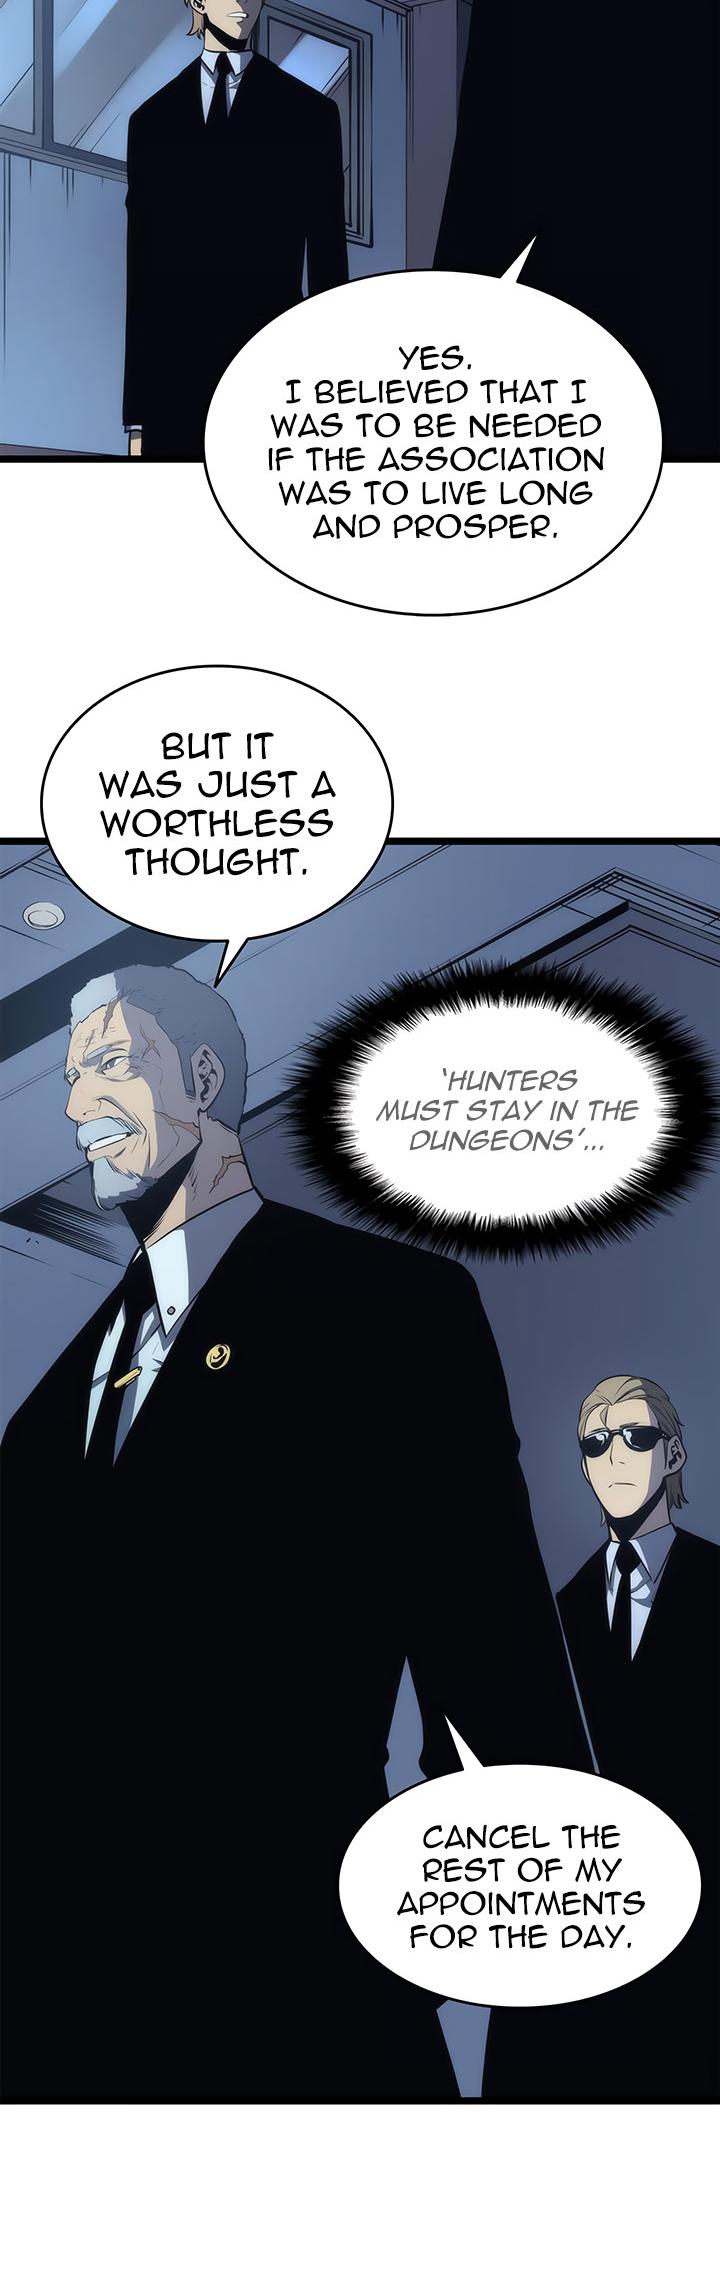 YES.
I BELIEVED THAT I
WAS TO BE NEEDED
IF THE ASSOCIATION
WAS TO LIVE LONG
AND PROSPER.
BUT IT
WAS JUST A
WORTHLESS
THOUGHT.
'HUNTERS
MUST STAY IN THE
DUNGEONS'...
CANCEL THE
REST OF MY
APPOINTMENTS
FOR THE DAY.